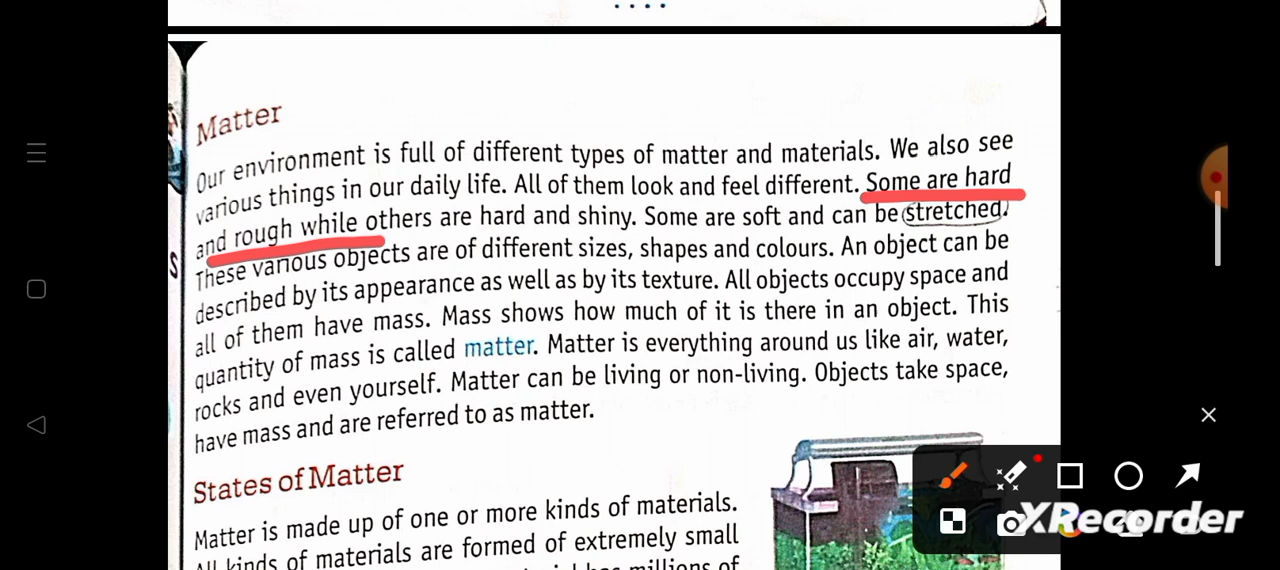 Matter
Our environment is full of different types of matter and materials. We also see
various things in our daily life. All of them look and feel different. Some are hard
and rough while others are hard and shiny. Some are soft and can be stretched.
These various objects are of different sizes, shapes and colours. An object can be
described by its appearance as well as by its texture. All objects occupy space and
all of them have mass. Mass shows how much of it is there in an object. This
quantity of mass is called matter. Matter is everything around us like air, water,
rocks and even yourself. Matter can be living or non-living. Objects take space,
have mass and are referred to as matter.
States of Matter
Matter is made up of one or more kinds of materials.
All kinds of materials are formed of extremely small
millions of
XRecorder